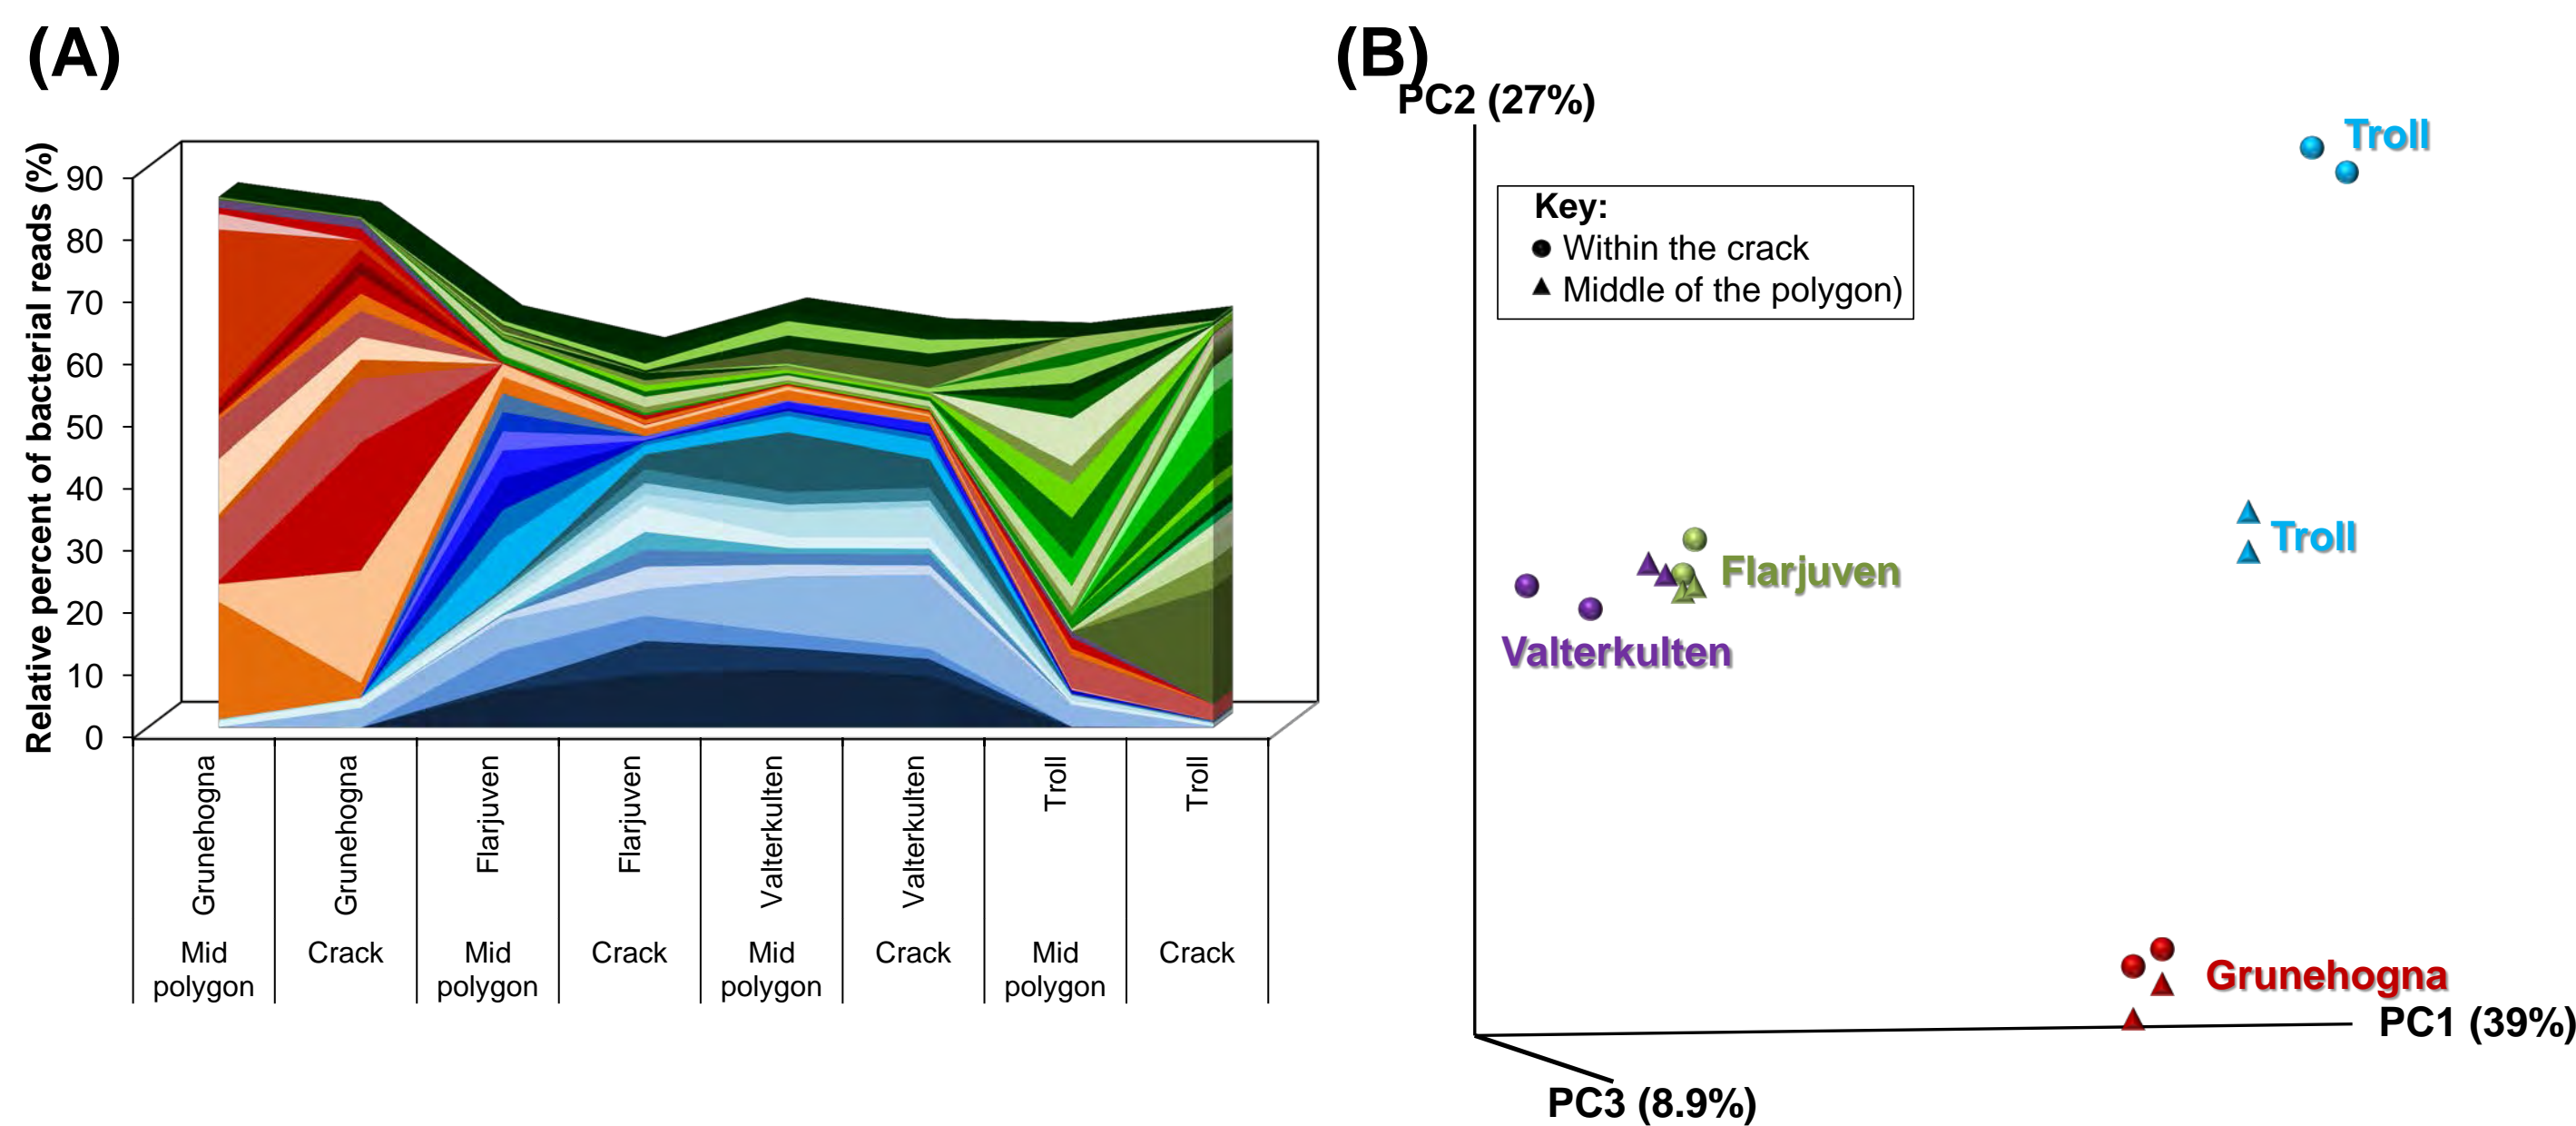 (A)
Relative percent of bacterial reads (%)
90
80
70
60
50
40
30
20
10
0
Grunehogna
Grunehogna
Flarjuven
Flarjuven
Valterkulten
Valterkulten
Troll
Troll
Mid
polygon
Crack
Mid
polygon
Crack
Mid
polygon
Crack
Mid
polygon
Crack
(B)
PC2 (27%)
Key:
Within the crack
Middle of the polygon)
Troll
Troll
Flarjuven
Valterkulten
Grunehogna
PC1 (39%)
PC3 (8.9%)